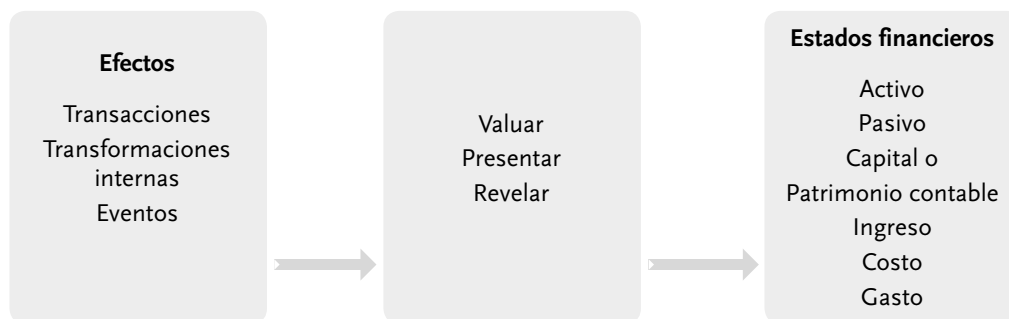 Efectos
Transacciones
Transformaciones
internas
Eventos
Valuar
Presentar
Revelar
Estados financieros
Activo
Pasivo
Capital o
Patrimonio contable
Ingreso
Costo
Gasto